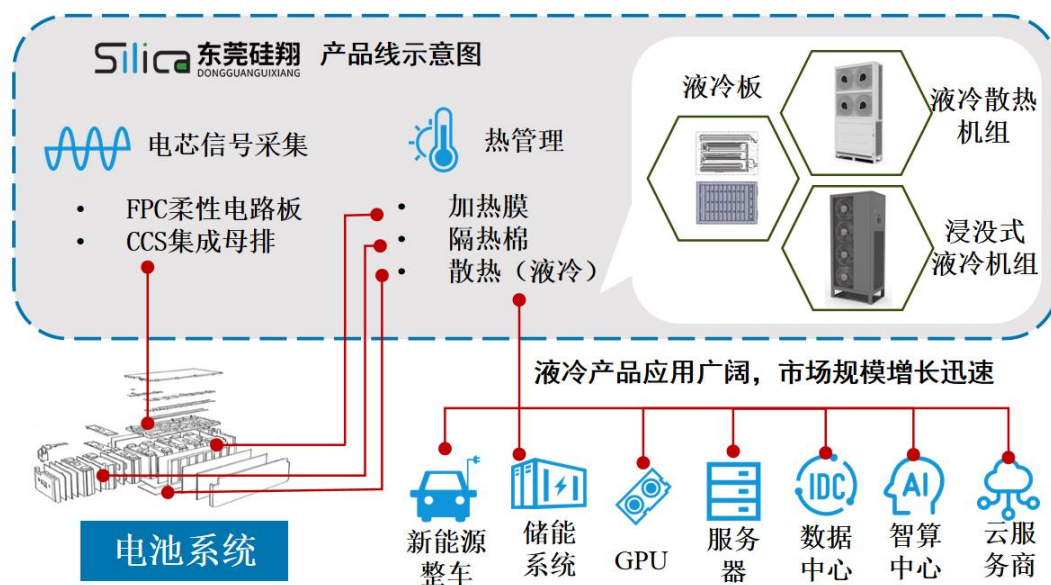 Silica 东莞硅翔 产品线示意图
DONGGUANGUIXIANG
电芯信号采集
• FPC柔性电路板
• CCS集成母排
热管理
• 加热膜
• 隔热棉
• 散热（液冷）
液冷板
液冷散热
机组
浸没式
液冷机组
液冷产品应用广阔，市场规模增长迅速
电池系统
新能源
整车
储能
系统
GPU
服务
器
IDC
数据
中心
AI
智算
中心
云服
务商